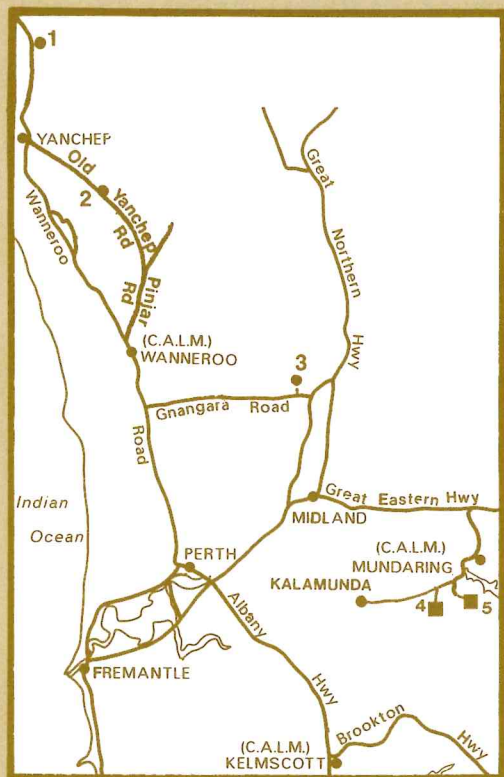 1
YANCHEP
Old Yanchep Rd
2
Wanneroo
Pinjar Rd
Great
Northern
Hwy
(C.A.L.M.)
WANNEROO
3
Gnangara Road
Road
Indian
Ocean
Great Eastern Hwy
MIDLAND
(C.A.L.M.)
MUNDARING
PERTH
KALAMUNDA
4
5
Albany
Hwy
FREMANTLE
Brookton
Hwy
(C.A.L.M.)
KELMSCOTT